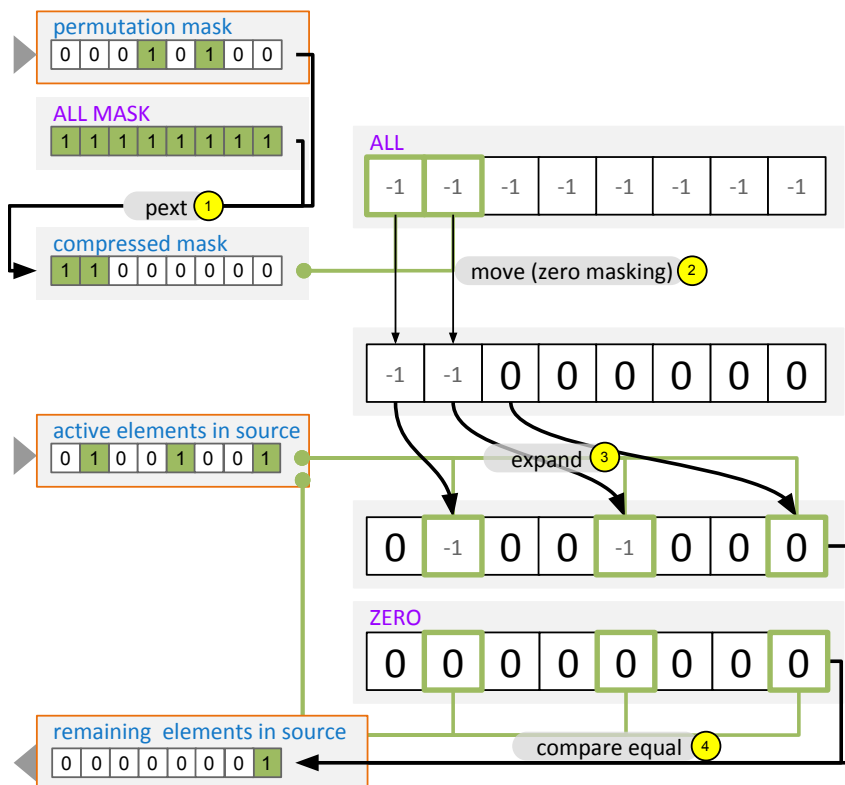 permutation mask
0 0 0 1 0 1 0 0
ALL MASK
1 1 1 1 1 1 1 1
pext 1
compressed mask
1 1 0 0 0 0 0 0
ALL
-1 -1 -1 -1 -1 -1 -1 -1
move (zero masking) 2
-1 -1 0 0 0 0 0 0
active elements in source
0 1 0 0 1 0 0 1
expand 3
0 -1 0 0 -1 0 0 0
ZERO
0 0 0 0 0 0 0 0
remaining elements in source
0 0 0 0 0 0 0 1
compare equal 4